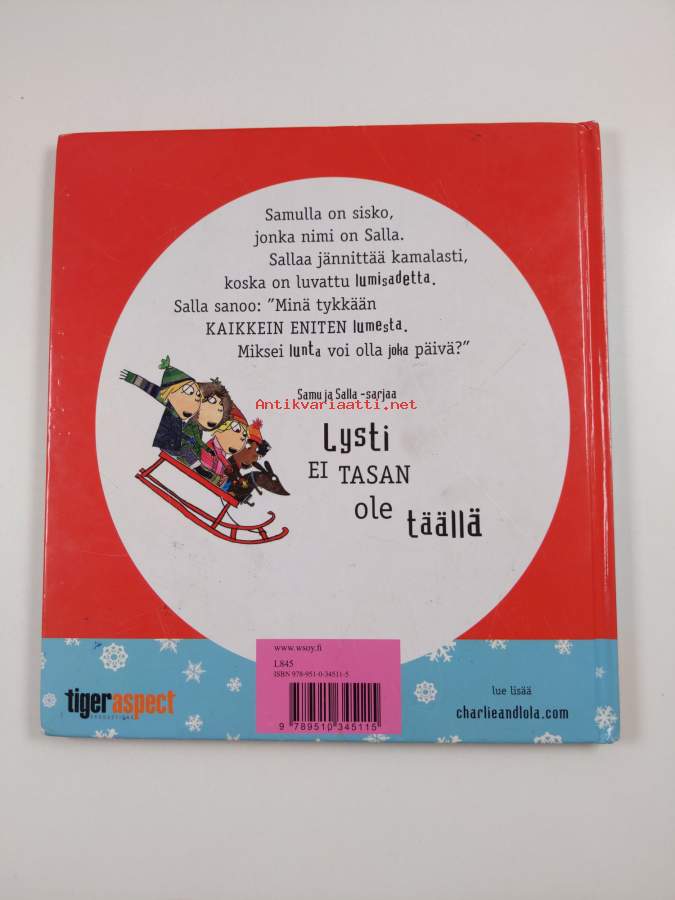 Samulla on sisko,
jonka nimi on Salla.
Sallaa jännittää kamalasti,
koska on luvattu lumisadetta.
Salla sanoo: ”Minä tykkään
KAIKKEIN ENITEN lumesta.
Miksei lunta voi olla joka päivä?”
Samu ja Salla -sarjaa
Antikvariaatti.net
Lysti
EI TASAN
ole täällä
www.wsoy.fi
L845
ISBN 978-951-0-34511-5
9 789510 345115
tigeraspect
PRODUCTIONS
lue lisää
charlieandlola.com